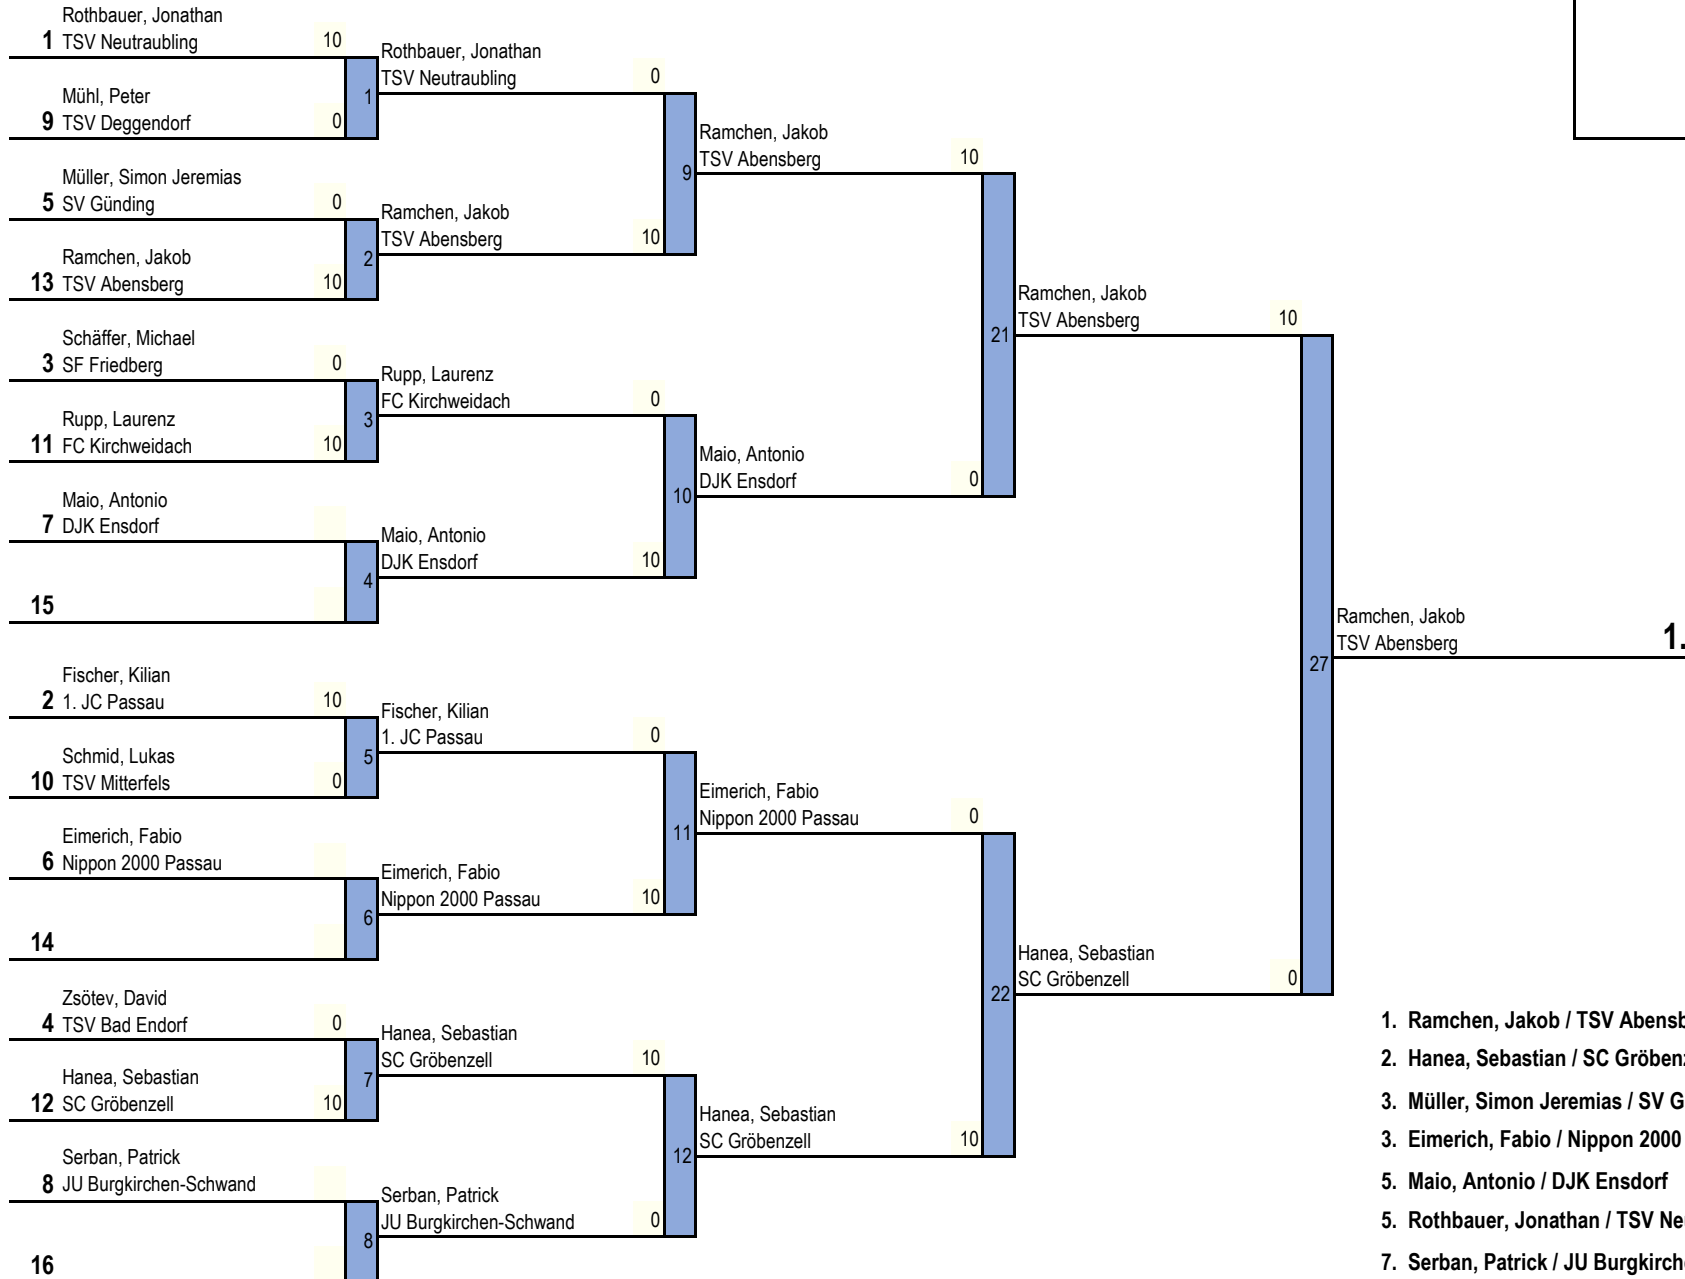 Rothbauer, Jonathan
1 TSV Neutraubling 10
Mühl, Peter
9 TSV Deggendorf 0
1
Müller, Simon Jeremias
5 SV Günding 0
Ramchen, Jakob
13 TSV Abensberg 10
2
Schäffer, Michael
3 SF Friedberg 0
Rupp, Laurenz
11 FC Kirchweidach 10
3
Maio, Antonio
7 DJK Ensdorf
15
4
Fischer, Kilian
2 1. JC Passau 10
Schmid, Lukas
10 TSV Mitterfels 0
5
Eimerich, Fabio
6 Nippon 2000 Passau
14
6
Zsötev, David
4 TSV Bad Endorf 0
Hanea, Sebastian
12 SC Gröbenzell 10
7
Serban, Patrick
8 JU Burgkirchen-Schwand
16
8
Rothbauer, Jonathan
TSV Neutraubling 0
Ramchen, Jakob
TSV Abensberg 10
9
Rupp, Laurenz
FC Kirchweidach 0
Maio, Antonio
DJK Ensdorf 10
10
Fischer, Kilian
1. JC Passau 0
Eimerich, Fabio
Nippon 2000 Passau 10
11
Hanea, Sebastian
SC Gröbenzell 10
Serban, Patrick
JU Burgkirchen-Schwand 0
12
Ramchen, Jakob
TSV Abensberg 10
Maio, Antonio
DJK Ensdorf 0
21
Eimerich, Fabio
Nippon 2000 Passau 0
Hanea, Sebastian
SC Gröbenzell 10
22
Ramchen, Jakob
TSV Abensberg 10
Hanea, Sebastian
SC Gröbenzell 0
27
Ramchen, Jakob
TSV Abensberg 1.
1. Ramchen, Jakob / TSV Abensb
2. Hanea, Sebastian / SC Gröben
3. Müller, Simon Jeremias / SV G
3. Eimerich, Fabio / Nippon 2000
5. Maio, Antonio / DJK Ensdorf
5. Rothbauer, Jonathan / TSV Ne
7. Serban, Patrick / JU Burgkirch